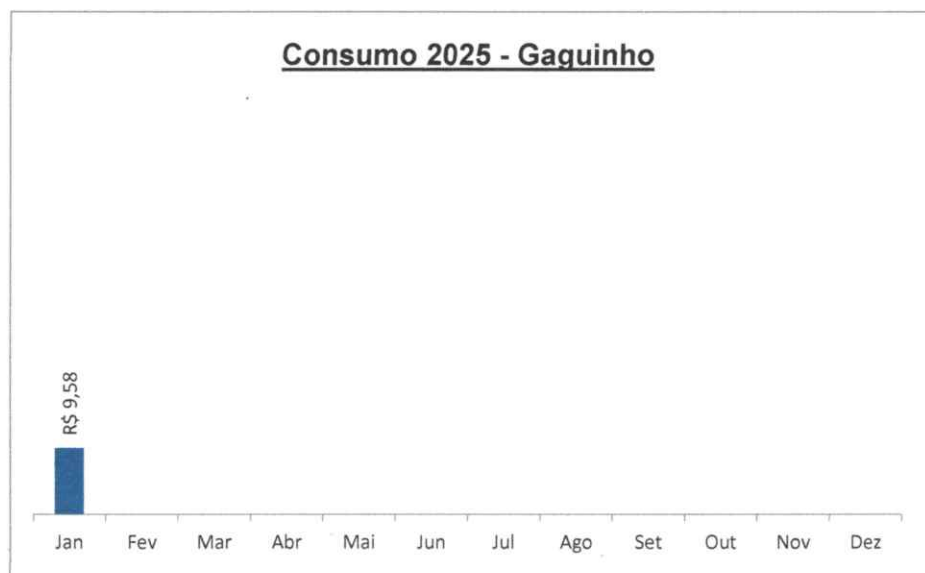 Consumo 2025 - Gaguinho
R$ 9,58
Jan Fev Mar Abr Mai Jun Jul Ago Set Out Nov Dez